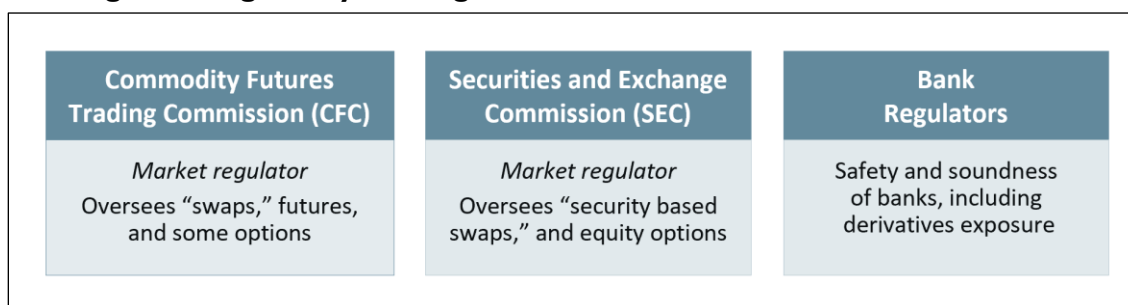 Commodity Futures
Trading Commission (CFC)
Market regulator
Oversees “swaps,” futures,
and some options
Securities and Exchange
Commission (SEC)
Market regulator
Oversees “security based
swaps,” and equity options
Bank
Regulators
Safety and soundness
of banks, including
derivatives exposure